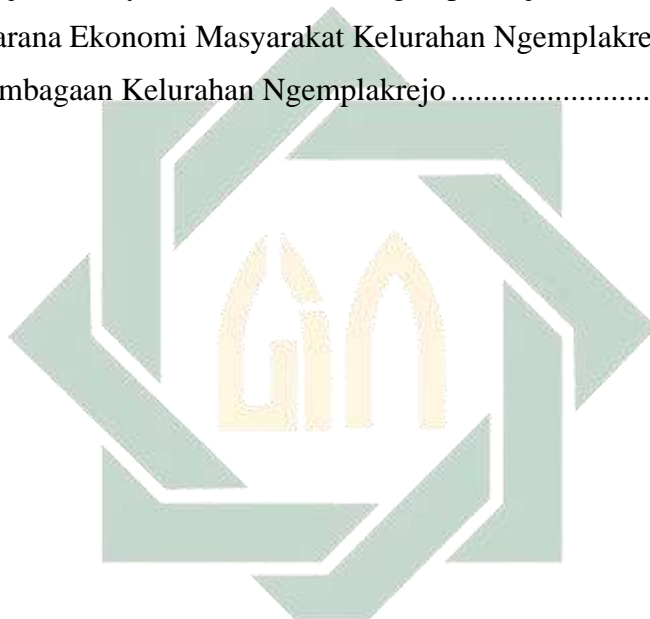 arana Ekonomi Masyarakat Kelurahan Ngemplakre
mbagaan Kelurahan Ngemplakrejo ........................